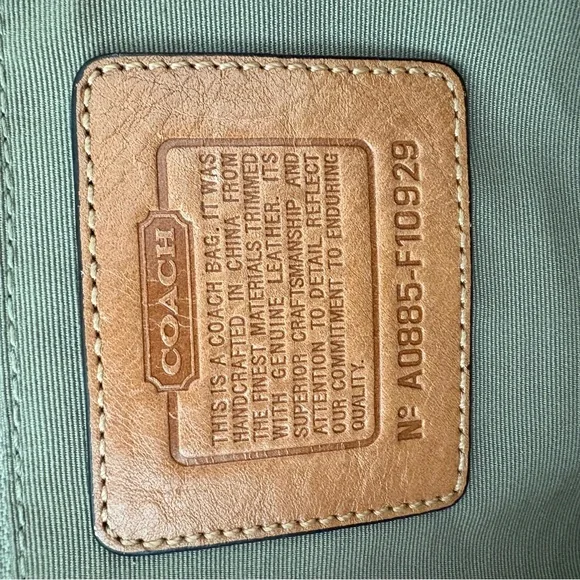 COACH
THIS IS A COACH BAG. IT WAS
HANDCRAFTED IN CHINA FROM
THE FINEST MATERIALS TRIMMED
WITH GENUINE LEATHER. ITS
SUPERIOR CRAFTSMANSHIP AND
ATTENTION TO DETAIL REFLECT
OUR COMMITMENT TO ENDURING
QUALITY.
Nº A0885-F10929